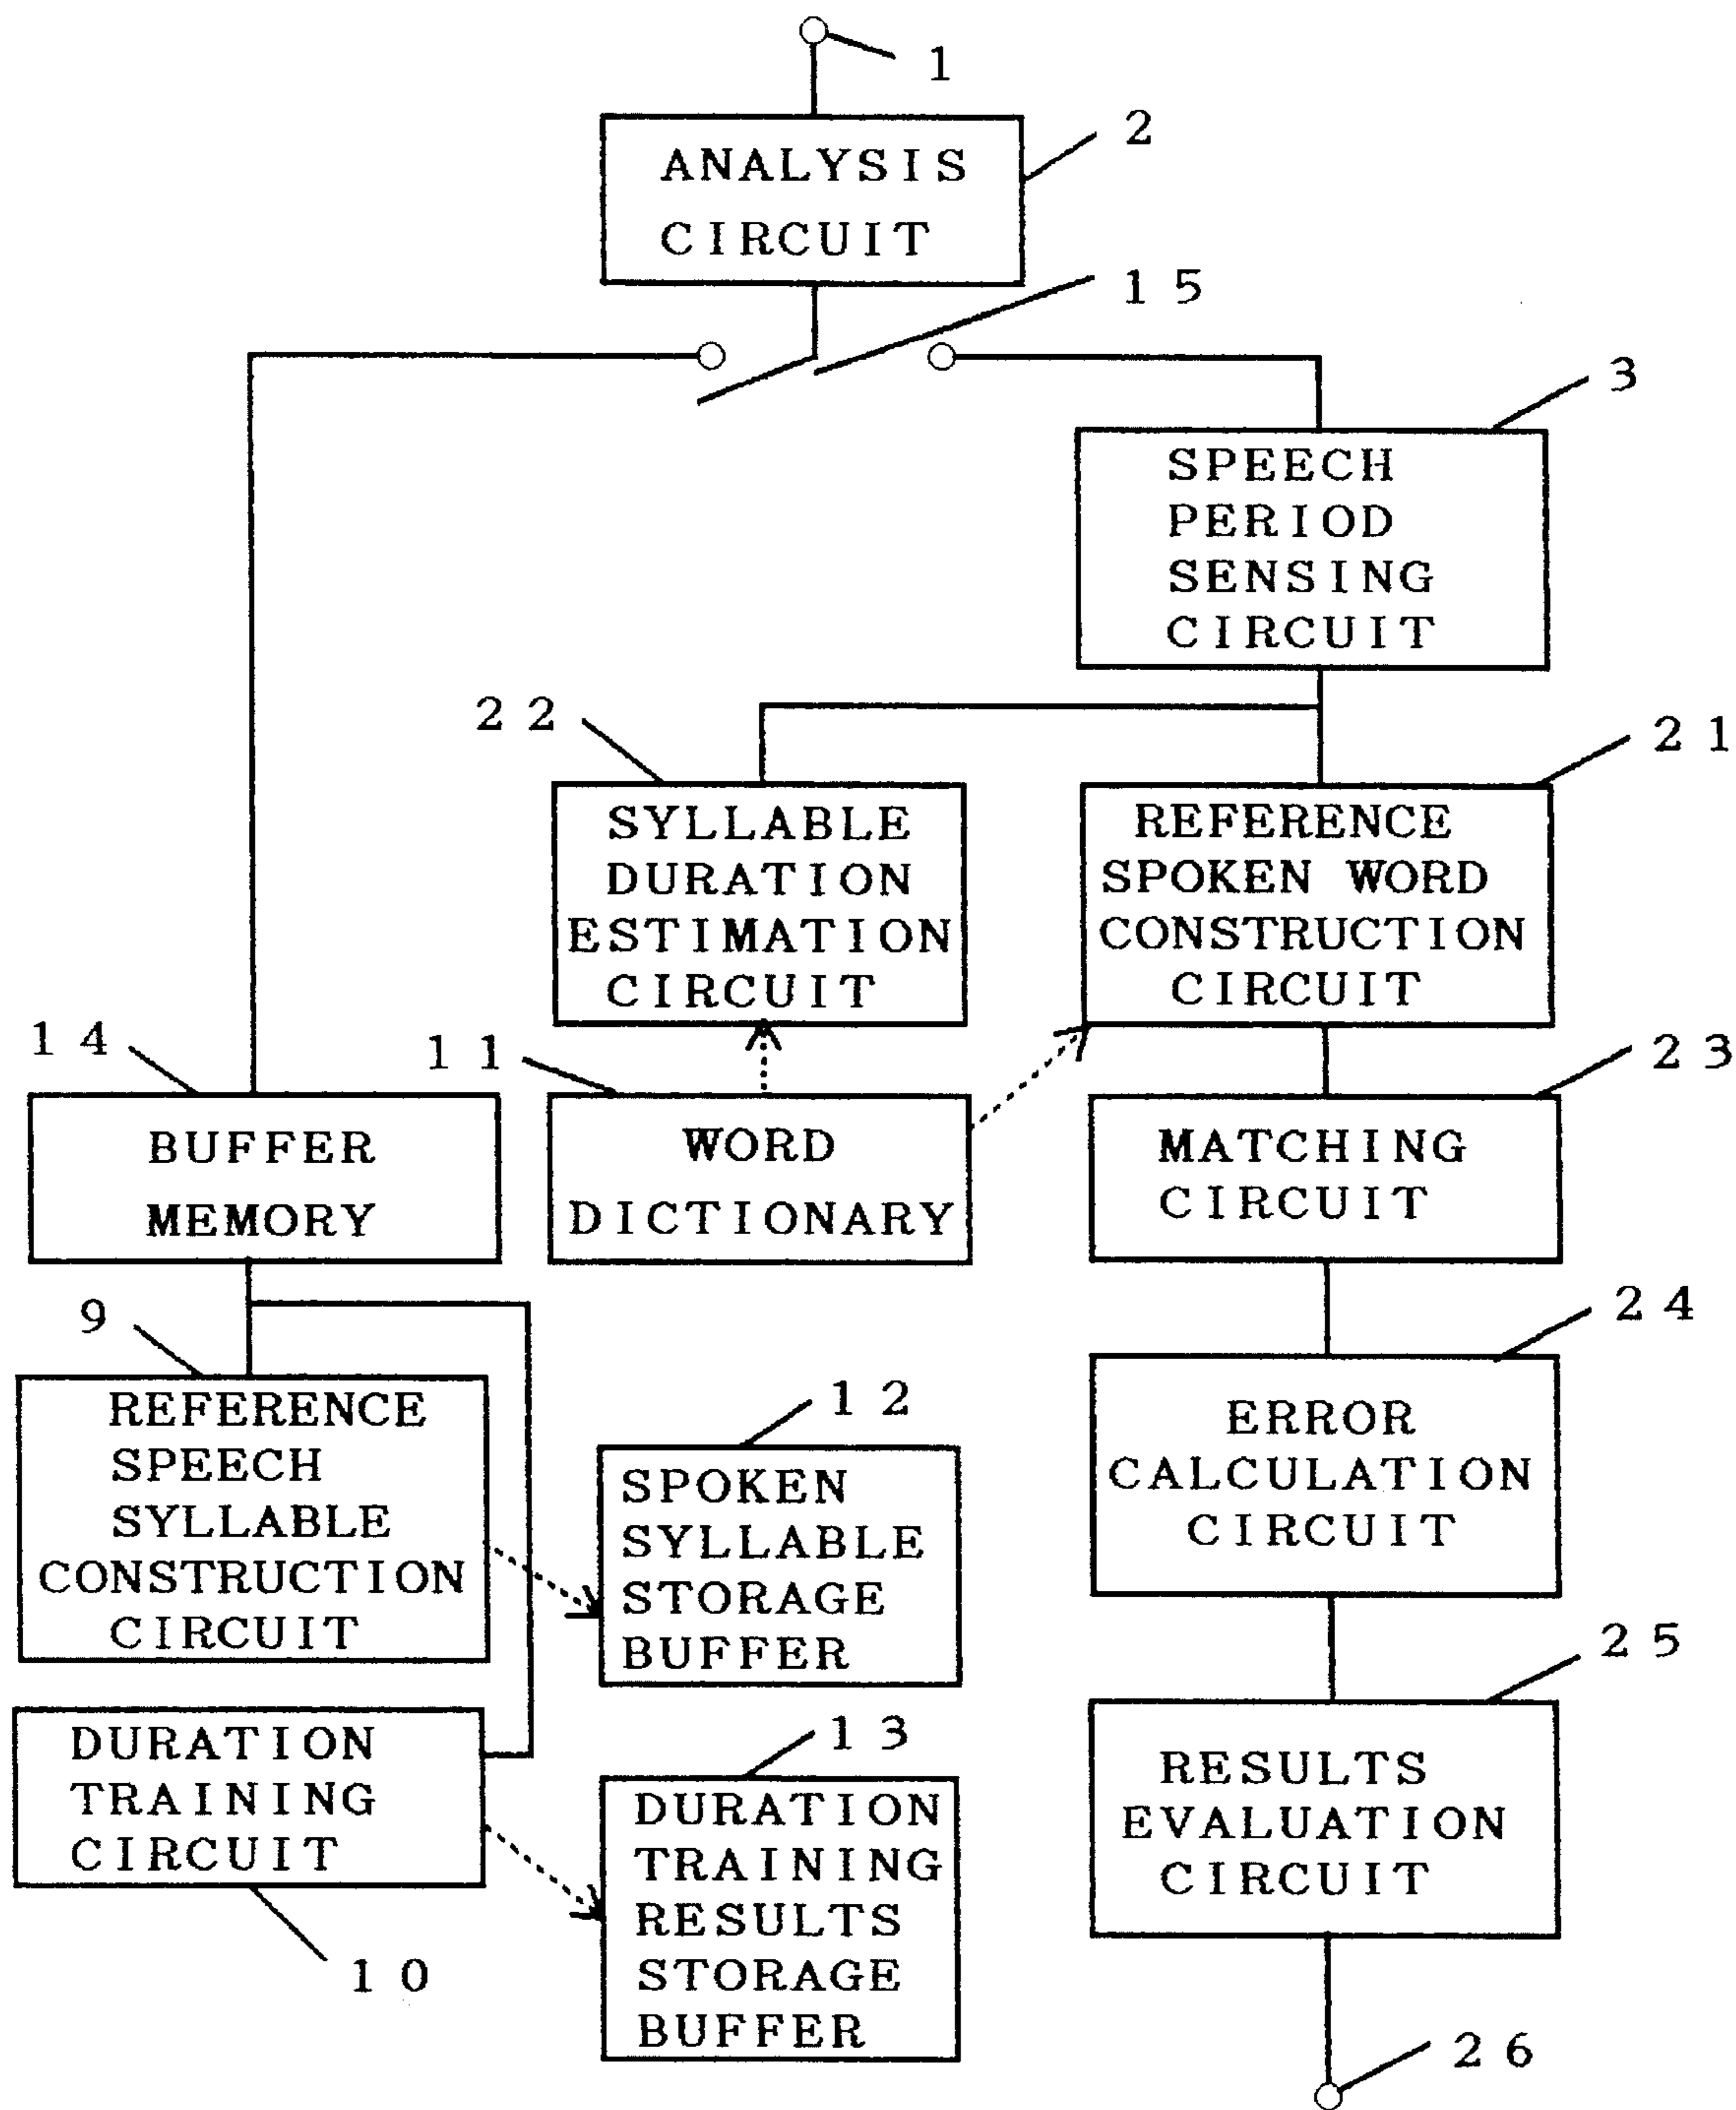 1
2
ANALYSIS
CIRCUIT
15
3
SPEECH
PERIOD
SENSING
CIRCUIT
22
21
SYLLABLE
DURATION
ESTIMATION
CIRCUIT
REFERENCE
SPOKEN WORD
CONSTRUCTION
CIRCUIT
14
11
23
BUFFER
MEMORY
WORD
DICTIONARY
MATCHING
CIRCUIT
9
24
REFERENCE
SPEECH
SYLLABLE
CONSTRUCTION
CIRCUIT
12
SPOKEN
SYLLABLE
STORAGE
BUFFER
ERROR
CALCULATION
CIRCUIT
25
DURATION
TRAINING
CIRCUIT
10
13
DURATION
TRAINING
RESULTS
STORAGE
BUFFER
RESULTS
EVALUATION
CIRCUIT
26